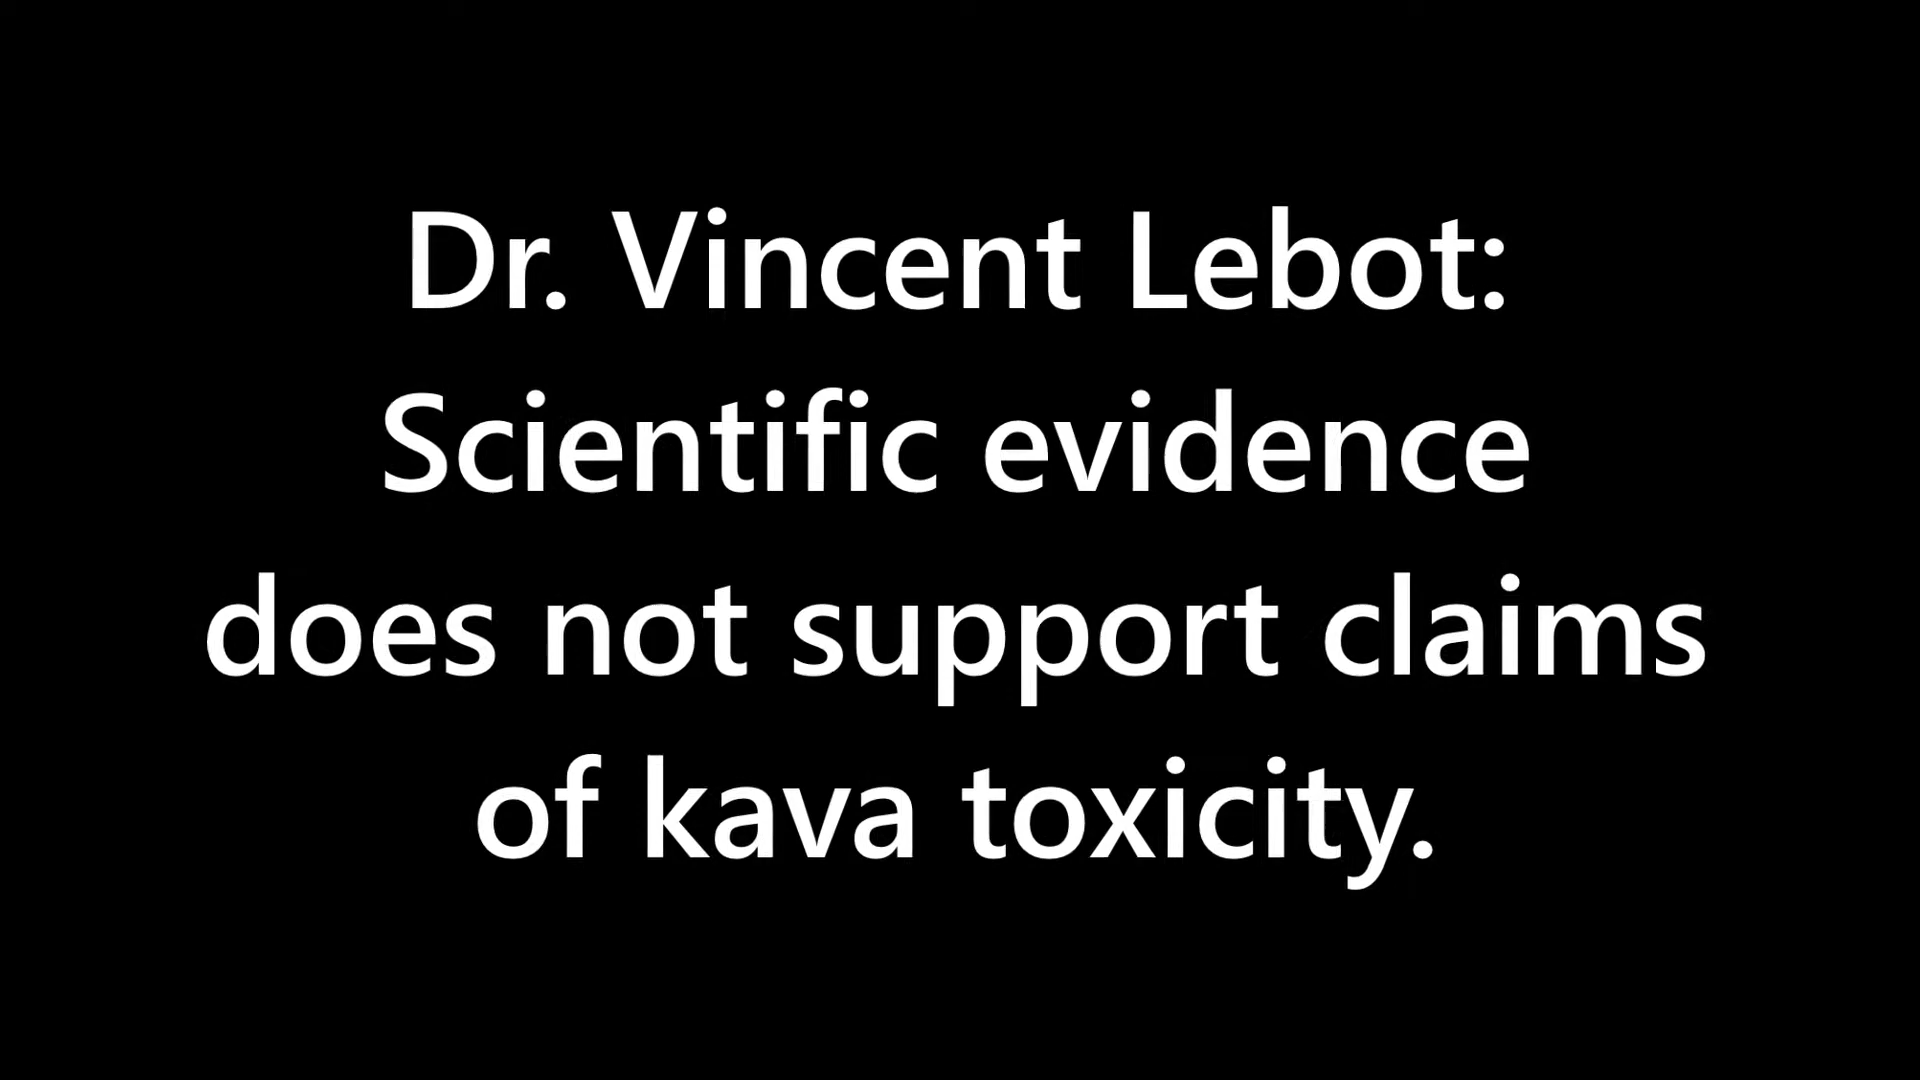 Dr. Vincent Lebot:
Scientific evidence
does not support claims
of kava toxicity.